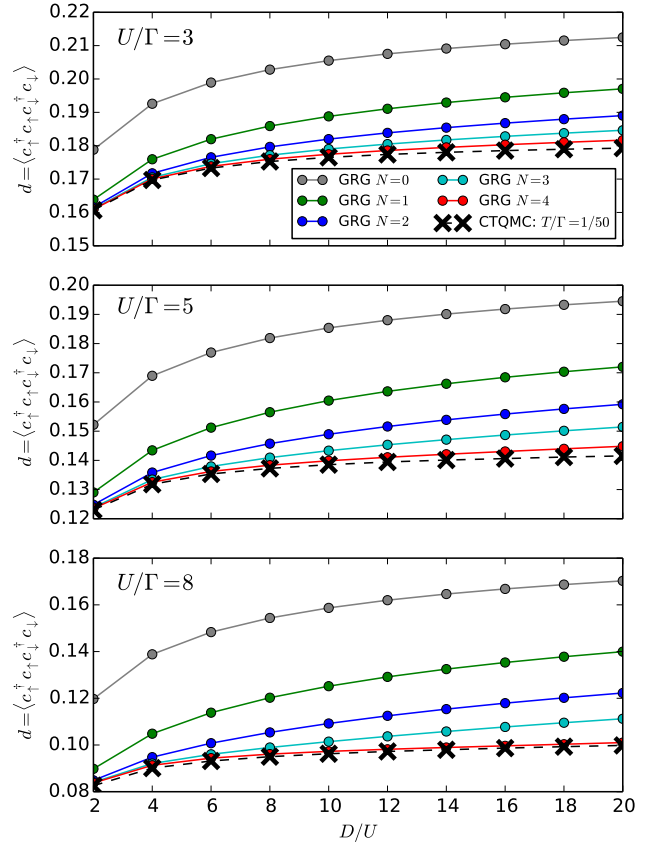 0.22
0.21
0.20
0.19
0.18
0.17
0.16
0.15
d=⟨c↑† c↑ c↓† c↓⟩
U/Γ=3
GRG N=0
GRG N=1
GRG N=2
GRG N=3
GRG N=4
CTQMC: T/Γ=1/50
0.20
0.19
0.18
0.17
0.16
0.15
0.14
0.13
0.12
d=⟨c↑† c↑ c↓† c↓⟩
U/Γ=5
0.18
0.16
0.14
0.12
0.10
0.08
d=⟨c↑† c↑ c↓† c↓⟩
U/Γ=8
2 4 6 8 10 12 14 16 18 20
D/U